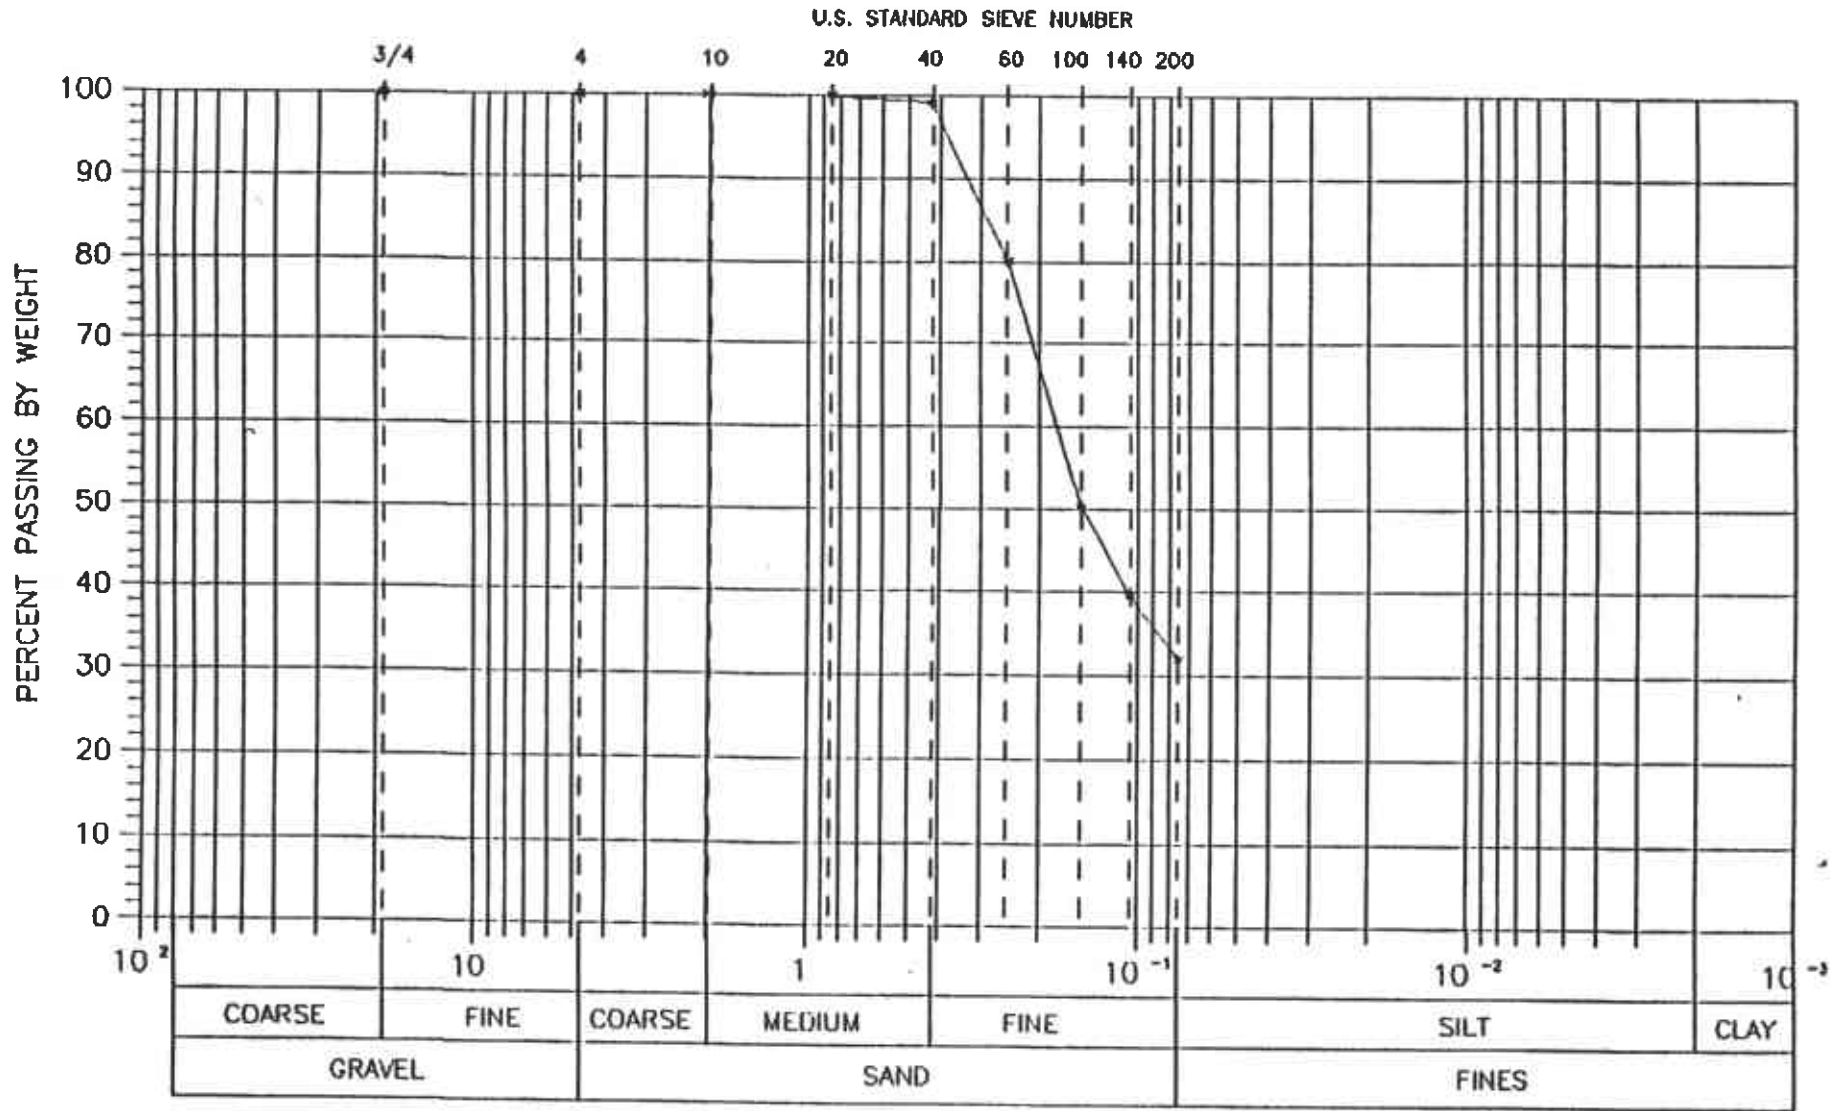 U.S. STANDARD SIEVE NUMBER
3/4 4 10 20 40 60 100 140 200
100
90
80
70
60
50
40
30
20
10
0
PERCENT PASSING BY WEIGHT
10² 10 1 10⁻¹ 10⁻² 10⁻³
COARSE FINE COARSE MEDIUM FINE SILT CLAY
GRAVEL SAND FINES